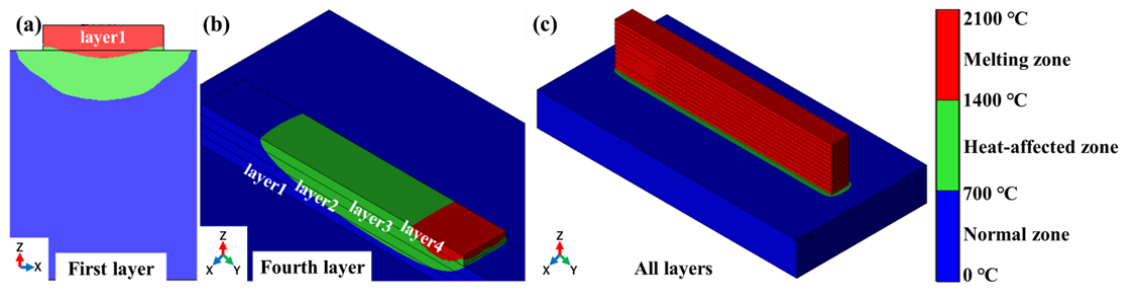 (a)
layer1
Z
X
First layer
(b)
layer1
layer2
layer3
layer4
Z
X
Y
Fourth layer
(c)
Z
X
Y
All layers
2100 °C
Melting zone
1400 °C
Heat-affected zone
700 °C
Normal zone
0 °C